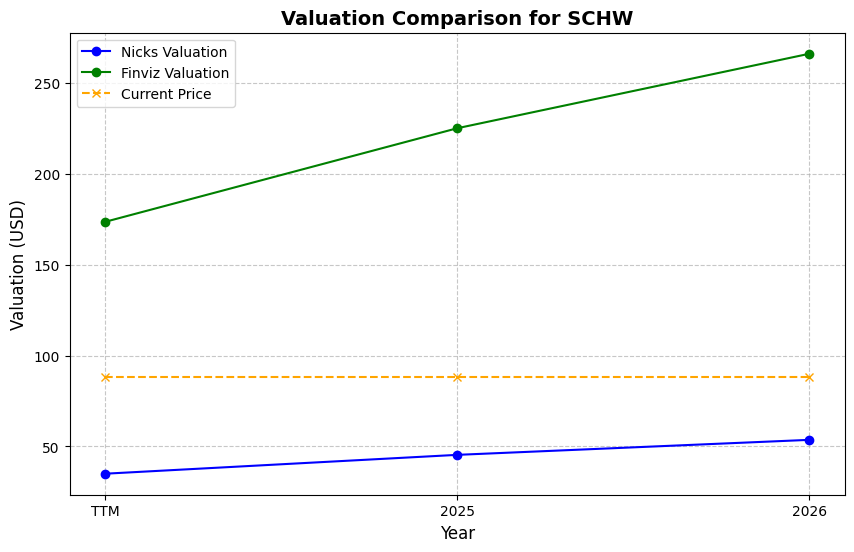 Valuation Comparison for SCHW
Nicks Valuation
Finviz Valuation
Current Price
Valuation (USD)
250
200
150
100
50
TTM
2025
2026
Year